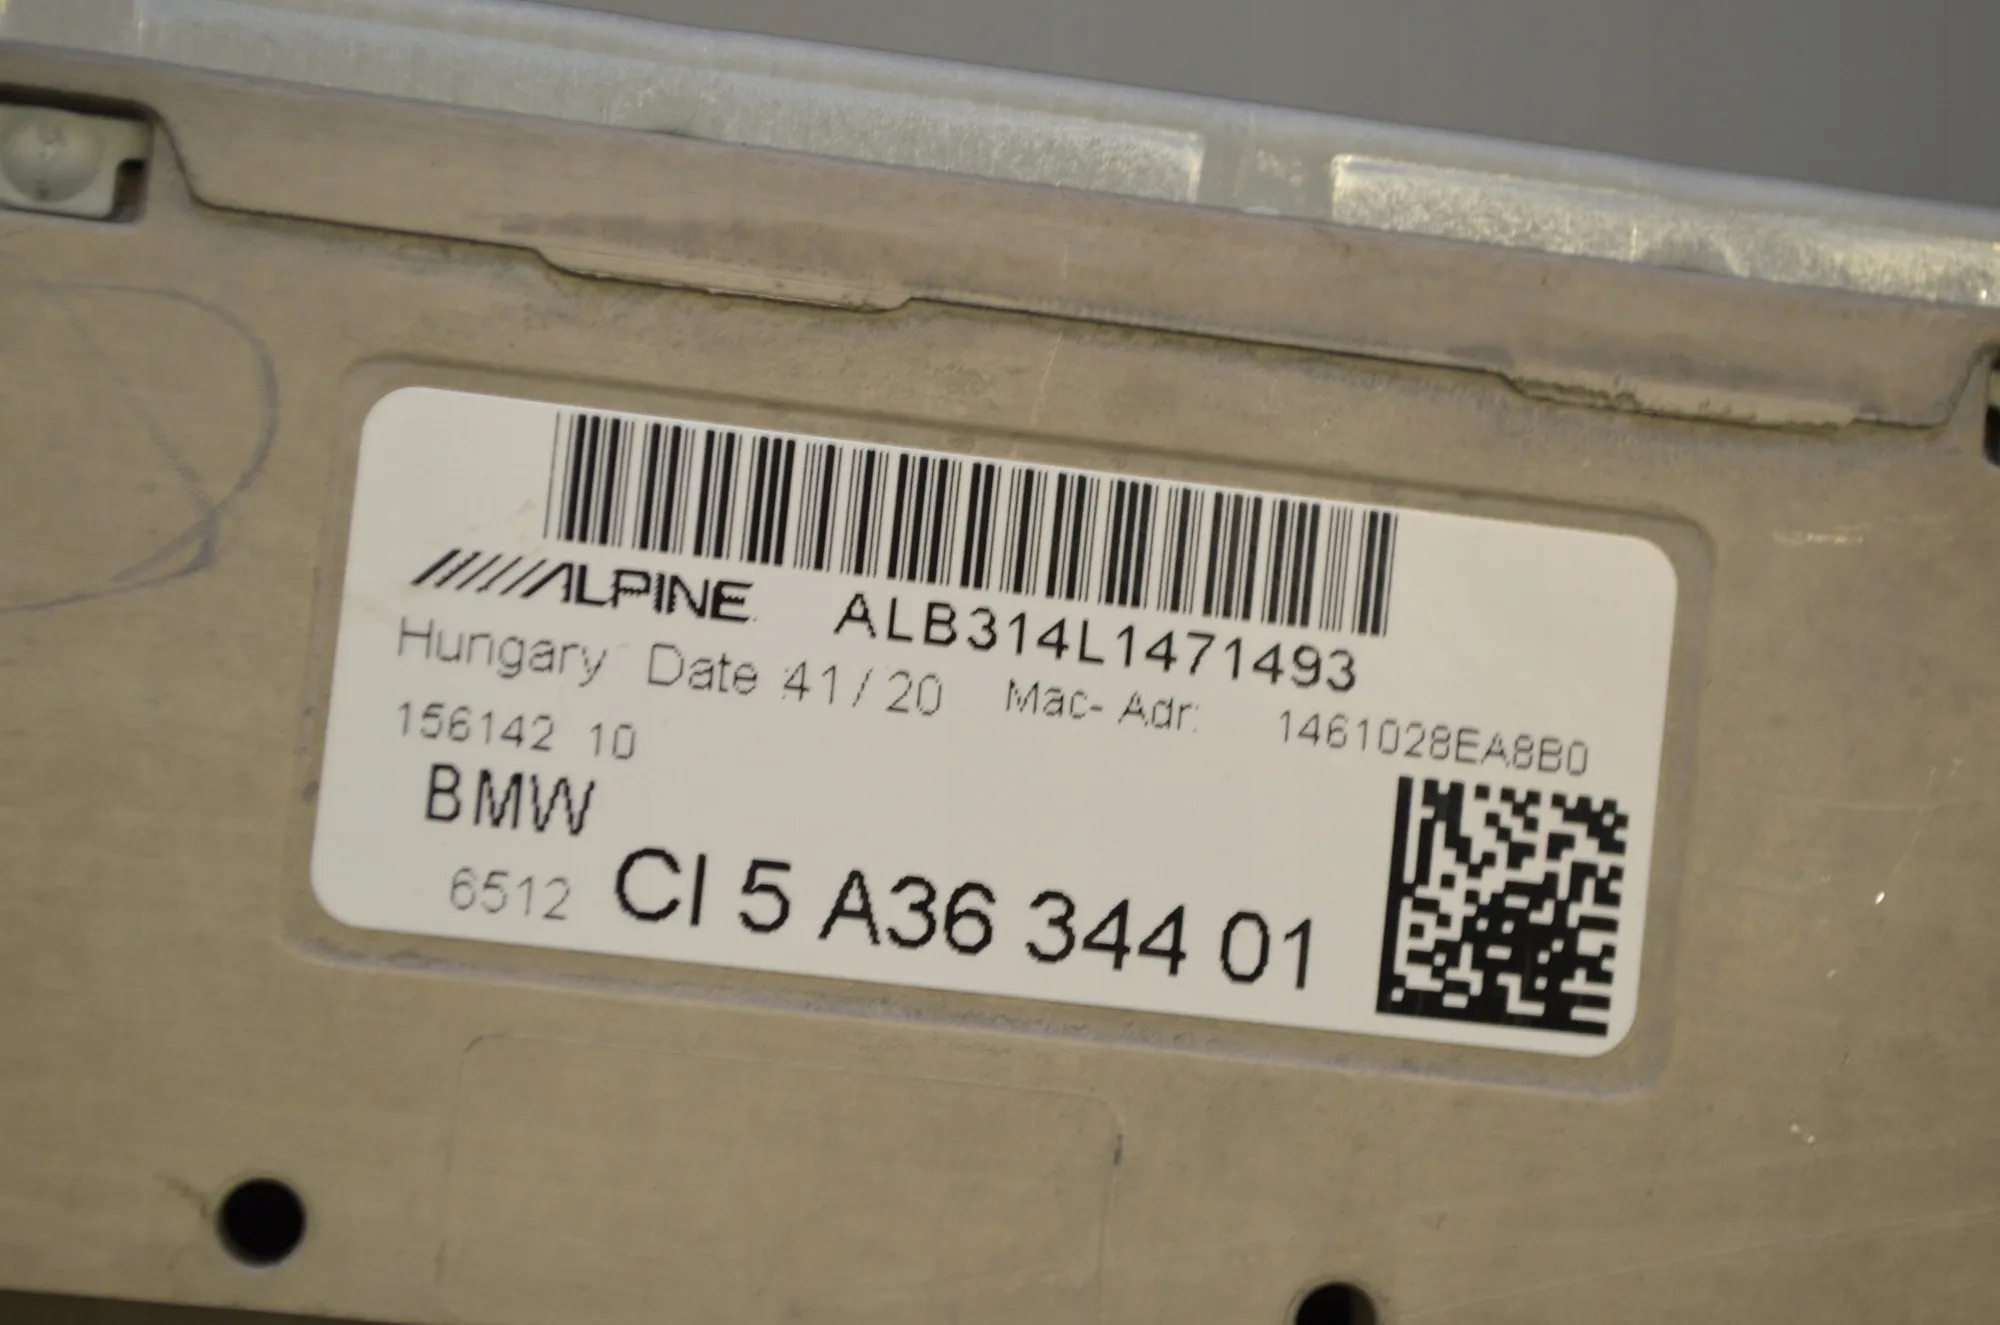 ALPINE ALB314L1471493
Hungary Date 41/20 Mac- Adr: 1461028EA8B0
156142 10
BMW
6512 CI 5 A36 344 01